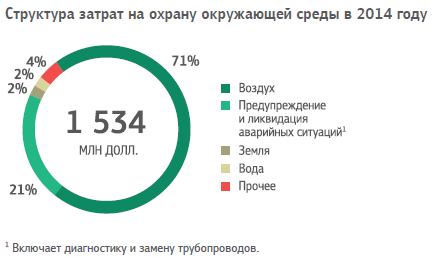 Структура затрат на охрану окружающей среды в 2014 году
4%
2%
2%
71%
21%
1 534
МЛН ДОЛЛ.
Воздух
Предупреждение
и ликвидация
аварийных ситуаций¹
Земля
Вода
Прочее
¹ Включает диагностику и замену трубопроводов.